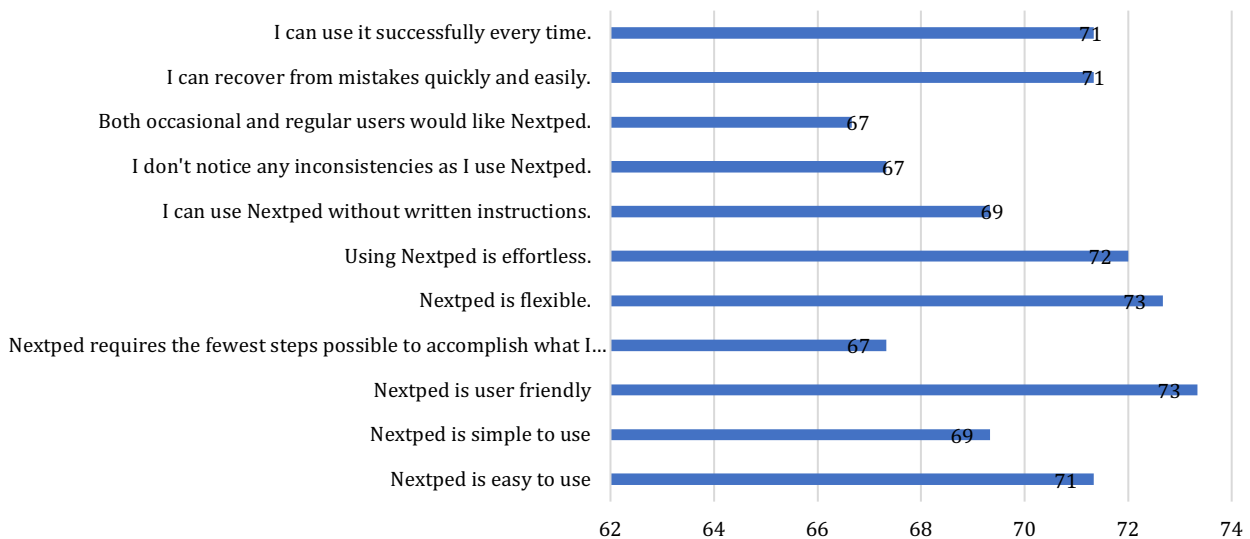 I can use it successfully every time. 71
I can recover from mistakes quickly and easily. 71
Both occasional and regular users would like Nextped. 67
I don't notice any inconsistencies as I use Nextped. 67
I can use Nextped without written instructions. 69
Using Nextped is effortless. 72
Nextped is flexible. 73
Nextped requires the fewest steps possible to accomplish what I... 67
Nextped is user friendly 73
Nextped is simple to use 69
Nextped is easy to use 71
62 64 66 68 70 72 74